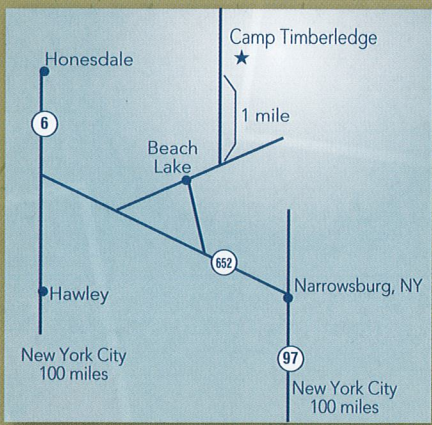 Camp Timberledge
Honesdale
1 mile
6
Beach
Lake
652
Hawley
Narrowsburg, NY
New York City
100 miles
97
New York City
100 miles